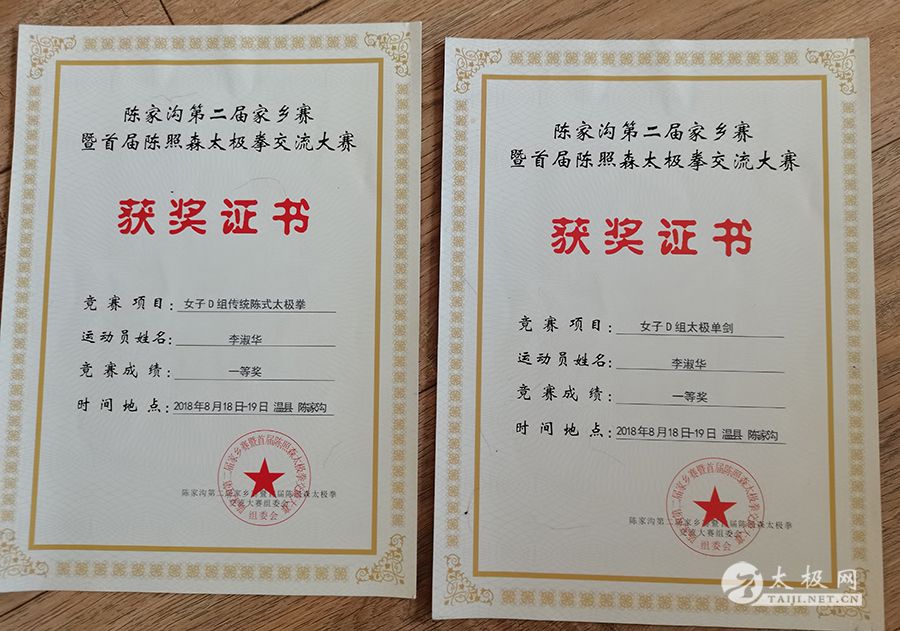 陈家沟第二届家乡赛
暨首届陈照森太极拳交流大赛
获奖证书
竞赛项目：女子D组传统陈式太极拳
运动员姓名：李淑华
竞赛成绩：一等奖
时间地点：2018年8月18日-19日 温县 陈家沟
陈家沟第二届家乡赛暨首届陈照森太极拳
交流大赛组委会
组委会
陈家沟第二届家乡赛
暨首届陈照森太极拳交流大赛
获奖证书
竞赛项目：女子D组太极单剑
运动员姓名：李淑华
竞赛成绩：一等奖
时间地点：2018年8月18日-19日 温县 陈家沟
陈家沟第二届家乡赛暨首届陈照森太极拳
交流大赛组委会
组委会
太极网
TAIJI.NET.CN